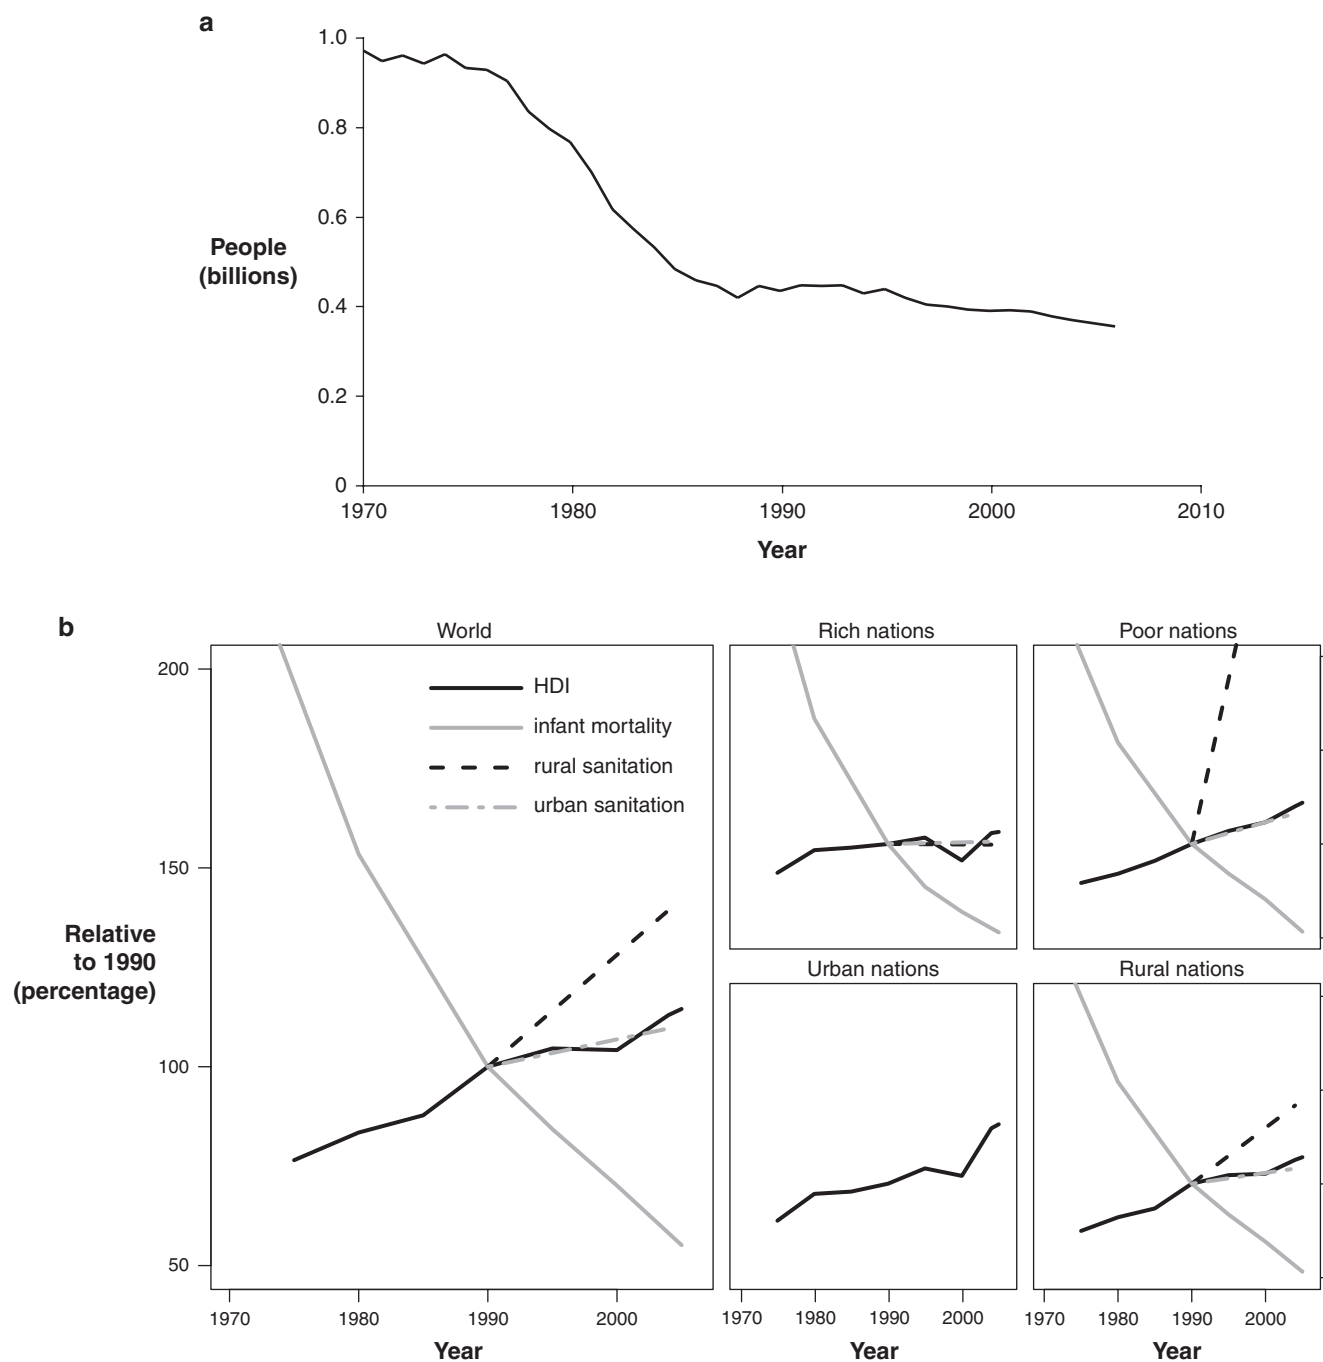 a
1.0
0.8
0.6
0.4
0.2
0
People
(billions)
1970 1980 1990 2000 2010
Year
b
World
Rich nations
Poor nations
HDI
infant mortality
rural sanitation
urban sanitation
200
150
100
50
Relative
to 1990
(percentage)
Urban nations
Rural nations
1970 1980 1990 2000
1970 1980 1990 2000
1970 1980 1990 2000
Year
Year
Year